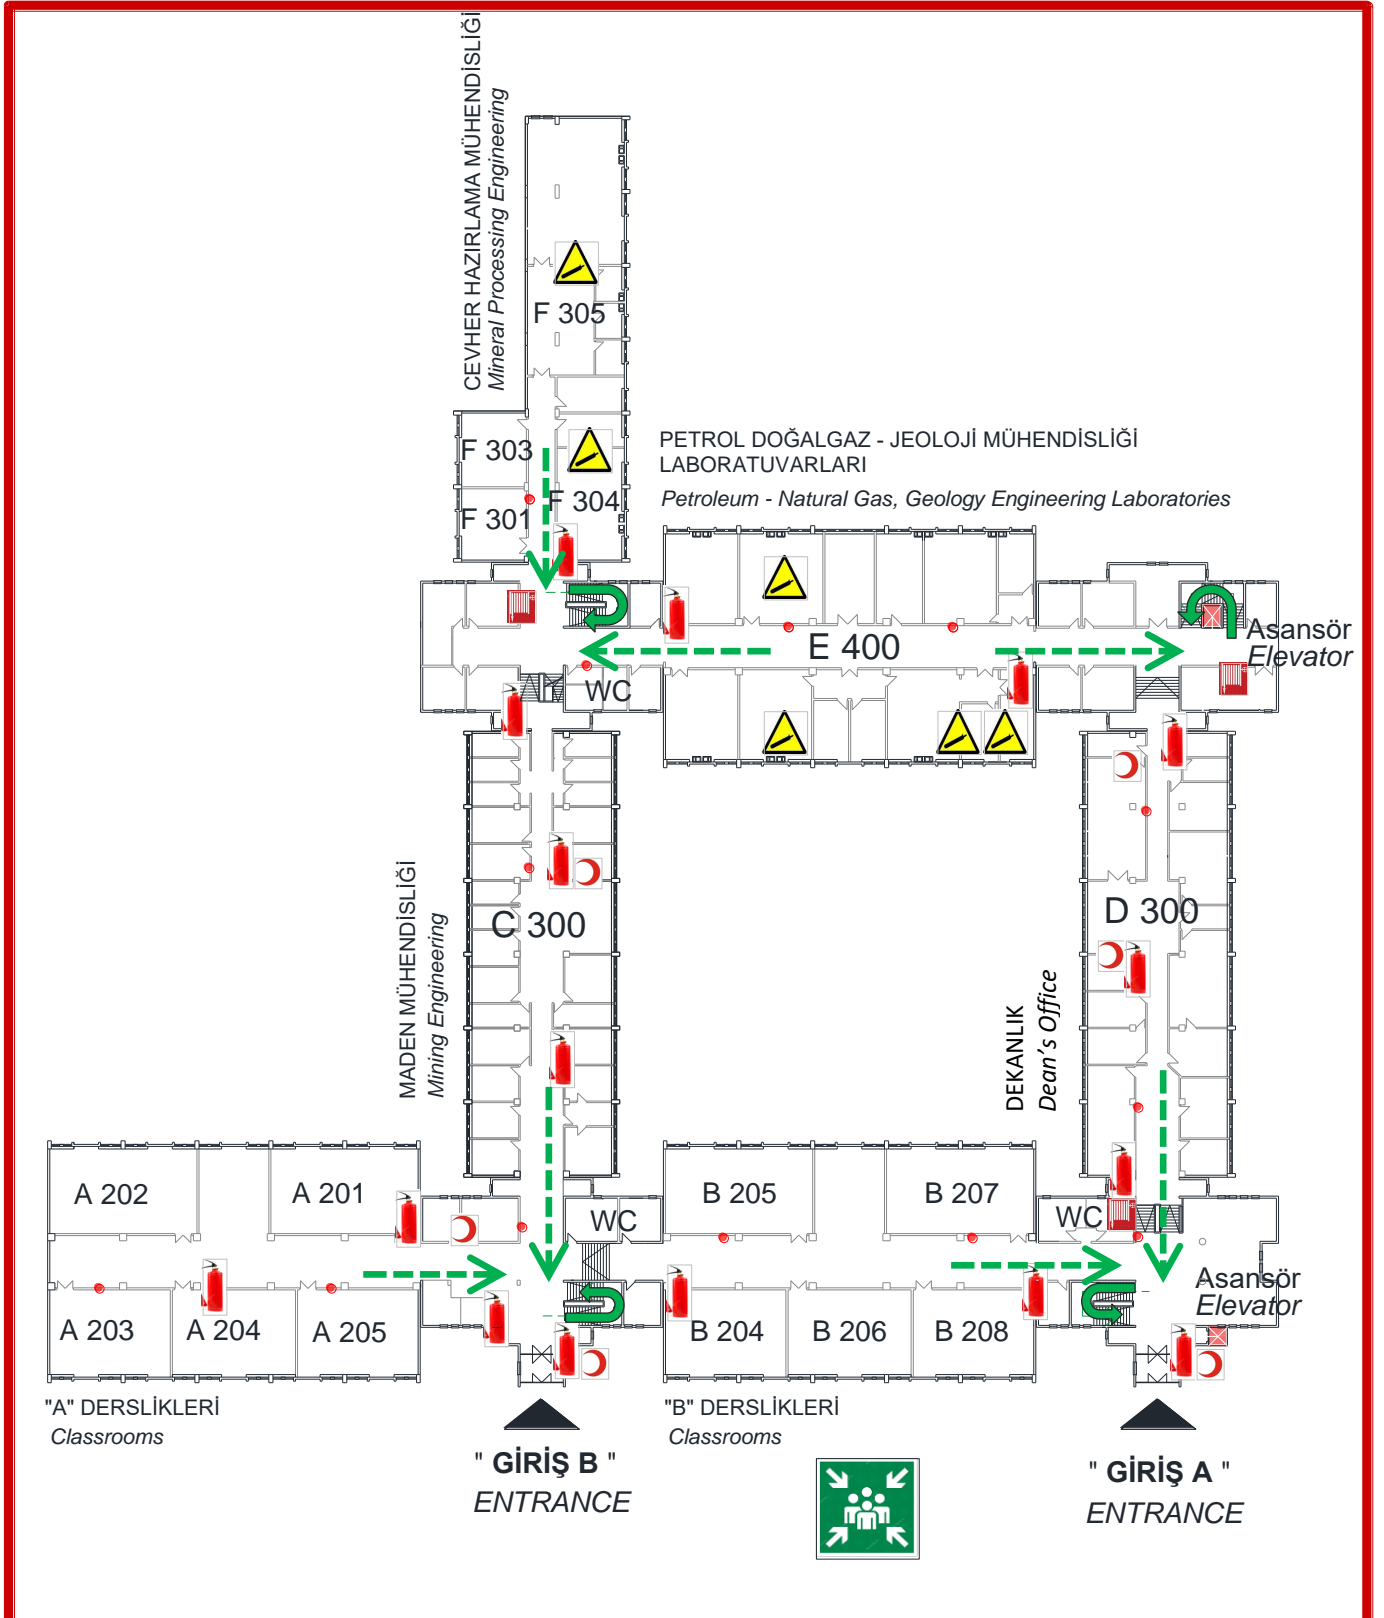 CEVHER HAZIRLAMA MÜHENDİSLİĞİ
Mineral Processing Engineering
F 305
F 303
F 304
F 301
PETROL DOĞALGAZ - JEOLOJİ MÜHENDİSLİĞİ
LABORATUVARLARI
Petroleum - Natural Gas, Geology Engineering Laboratories
E 400
Asansör
Elevator
WC
MADEN MÜHENDİSLİĞİ
Mining Engineering
C 300
D 300
DEKANLIK
Dean's Office
A 202
A 201
WC
B 205
B 207
WC
A 203
A 204
A 205
B 204
B 206
B 208
Asansör
Elevator
"A" DERSLİKLERİ
Classrooms
"B" DERSLİKLERİ
Classrooms
" GİRİŞ B "
ENTRANCE
" GİRİŞ A "
ENTRANCE